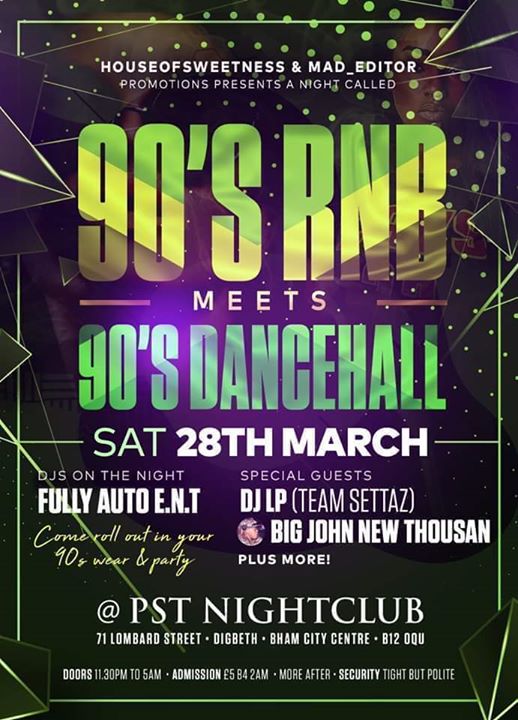 HOUSEOFSWEETNESS & MAD_EDITOR
PROMOTIONS PRESENTS A NIGHT CALLED
90'S RNB
MEETS
90'S DANCEHALL
SAT 28TH MARCH
DJS ON THE NIGHT
FULLY AUTO E.N.T
Come roll out in your
90s wear & party
SPECIAL GUESTS
DJ LP (TEAM SETTAZ)
BIG JOHN NEW THOUSAN
PLUS MORE!
@ PST NIGHTCLUB
71 LOMBARD STREET • DIGBETH • BHAM CITY CENTRE • B12 0QU
DOORS 11.30PM TO 5AM • ADMISSION £5 B4 2AM • MORE AFTER • SECURITY TIGHT BUT POLITE